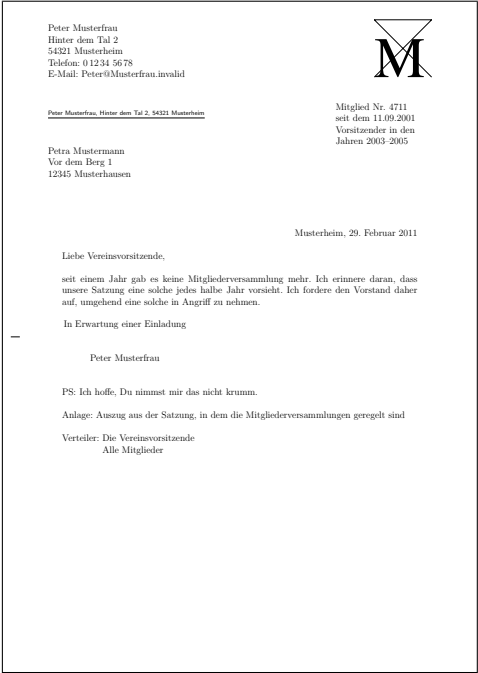 Peter Musterfrau
Hinter dem Tal 2
54321 Musterheim
Telefon: 0 12 34 56 78
E-Mail: Peter@Musterfrau.invalid
M
Peter Musterfrau, Hinter dem Tal 2, 54321 Musterheim
Mitglied Nr. 4711
seit dem 11.09.2001
Vorsitzender in den
Jahren 2003–2005
Petra Mustermann
Vor dem Berg 1
12345 Musterhausen
Musterheim, 29. Februar 2011
Liebe Vereinsvorsitzende,
seit einem Jahr gab es keine Mitgliederversammlung mehr. Ich erinnere daran, dass
unsere Satzung eine solche jedes halbe Jahr vorsieht. Ich fordere den Vorstand daher
auf, umgehend eine solche in Angriff zu nehmen.
In Erwartung einer Einladung
Peter Musterfrau
PS: Ich hoffe, Du nimmst mir das nicht krumm.
Anlage: Auszug aus der Satzung, in dem die Mitgliederversammlungen geregelt sind
Verteiler: Die Vereinsvorsitzende
Alle Mitglieder